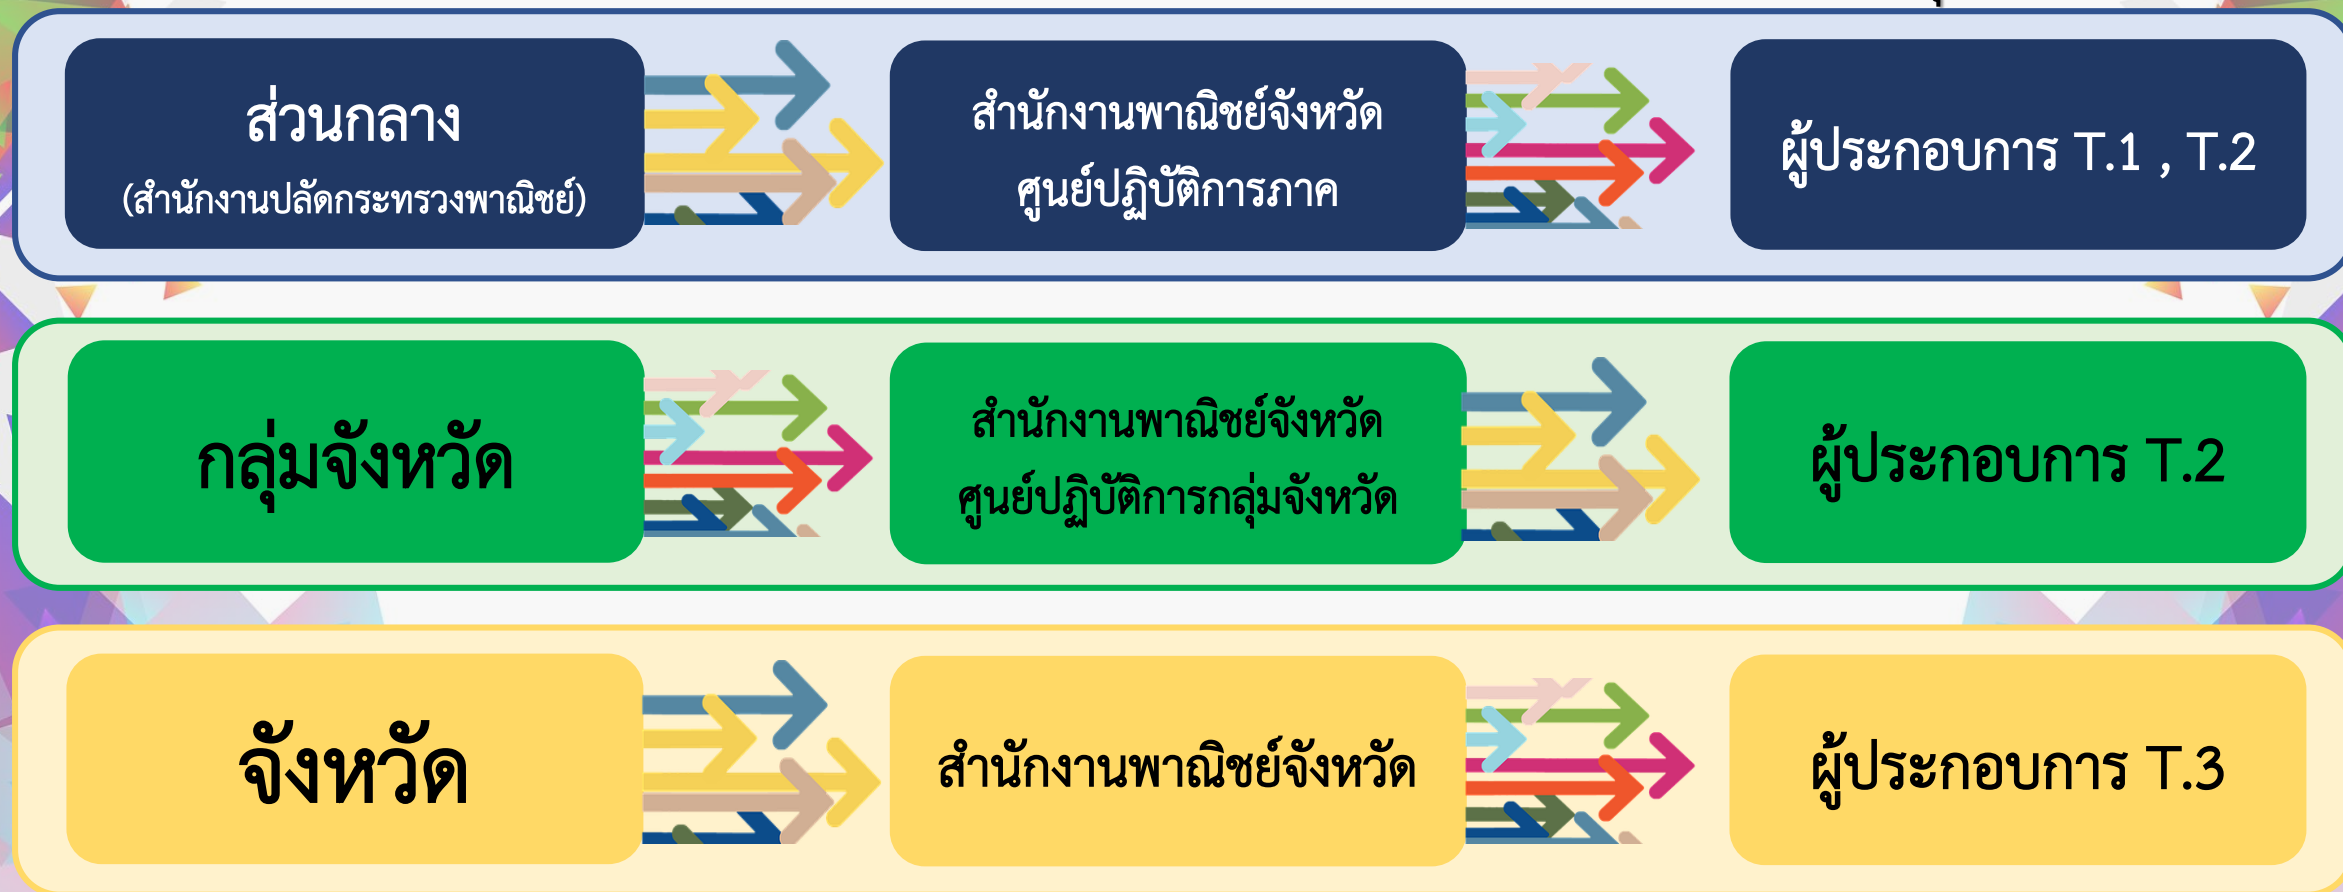 ส่วนกลาง
(สำนักงานปลัดกระทรวงพาณิชย์)
สำนักงานพาณิชย์จังหวัด
ศูนย์ปฏิบัติการภาค
ผู้ประกอบการ T.1 , T.2
กลุ่มจังหวัด
สำนักงานพาณิชย์จังหวัด
ศูนย์ปฏิบัติการกลุ่มจังหวัด
ผู้ประกอบการ T.2
จังหวัด
สำนักงานพาณิชย์จังหวัด
ผู้ประกอบการ T.3